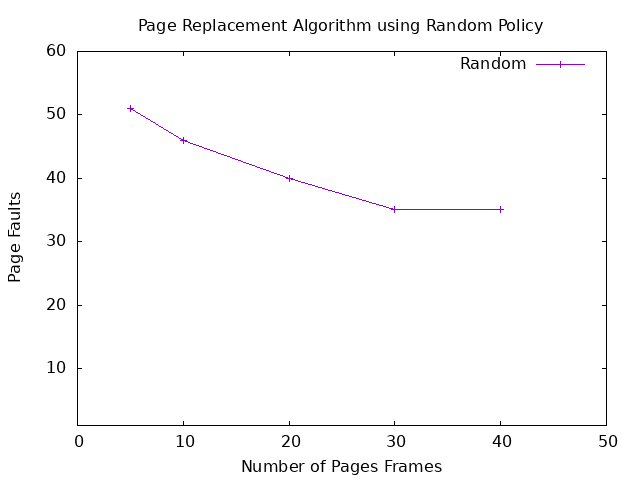 Page Replacement Algorithm using Random Policy
60
Random
50
40
30
20
10
Page Faults
0 10 20 30 40 50
Number of Pages Frames